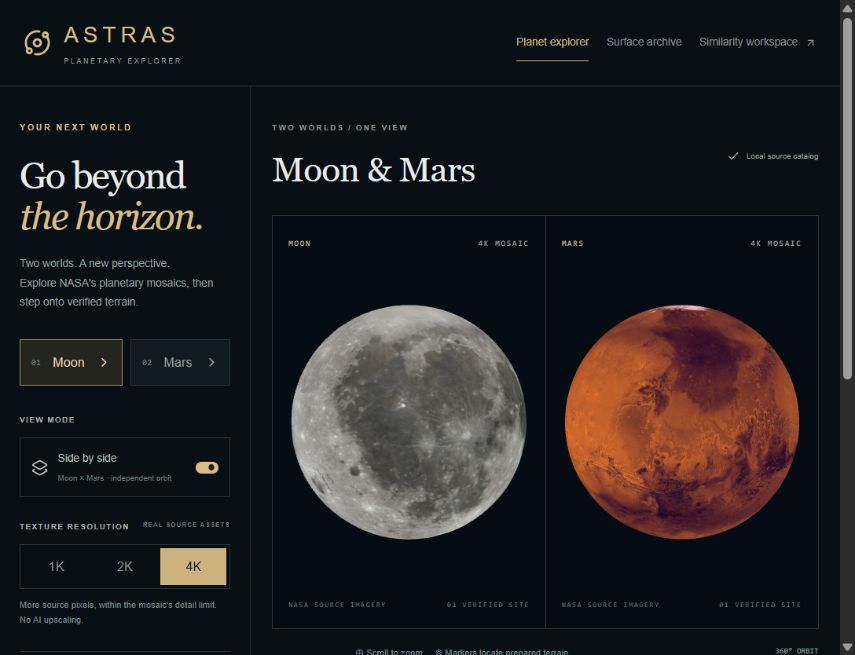 ASTRAS
PLANETARY EXPLORER
Planet explorer
Surface archive
Similarity workspace
YOUR NEXT WORLD
Go beyond
the horizon.
Two worlds. A new perspective.
Explore NASA's planetary mosaics, then
step onto verified terrain.
01 Moon
02 Mars
VIEW MODE
Side by side
Moon × Mars · independent orbit
TEXTURE RESOLUTION
REAL SOURCE ASSETS
1K
2K
4K
More source pixels, within the mosaic's detail limit.
No AI upscaling.
TWO WORLDS / ONE VIEW
Moon & Mars
Local source catalog
MOON
4K MOSAIC
MARS
4K MOSAIC
NASA SOURCE IMAGERY
01 VERIFIED SITE
NASA SOURCE IMAGERY
01 VERIFIED SITE
Scroll to zoom
Markers locate prepared terrain
360° ORBIT